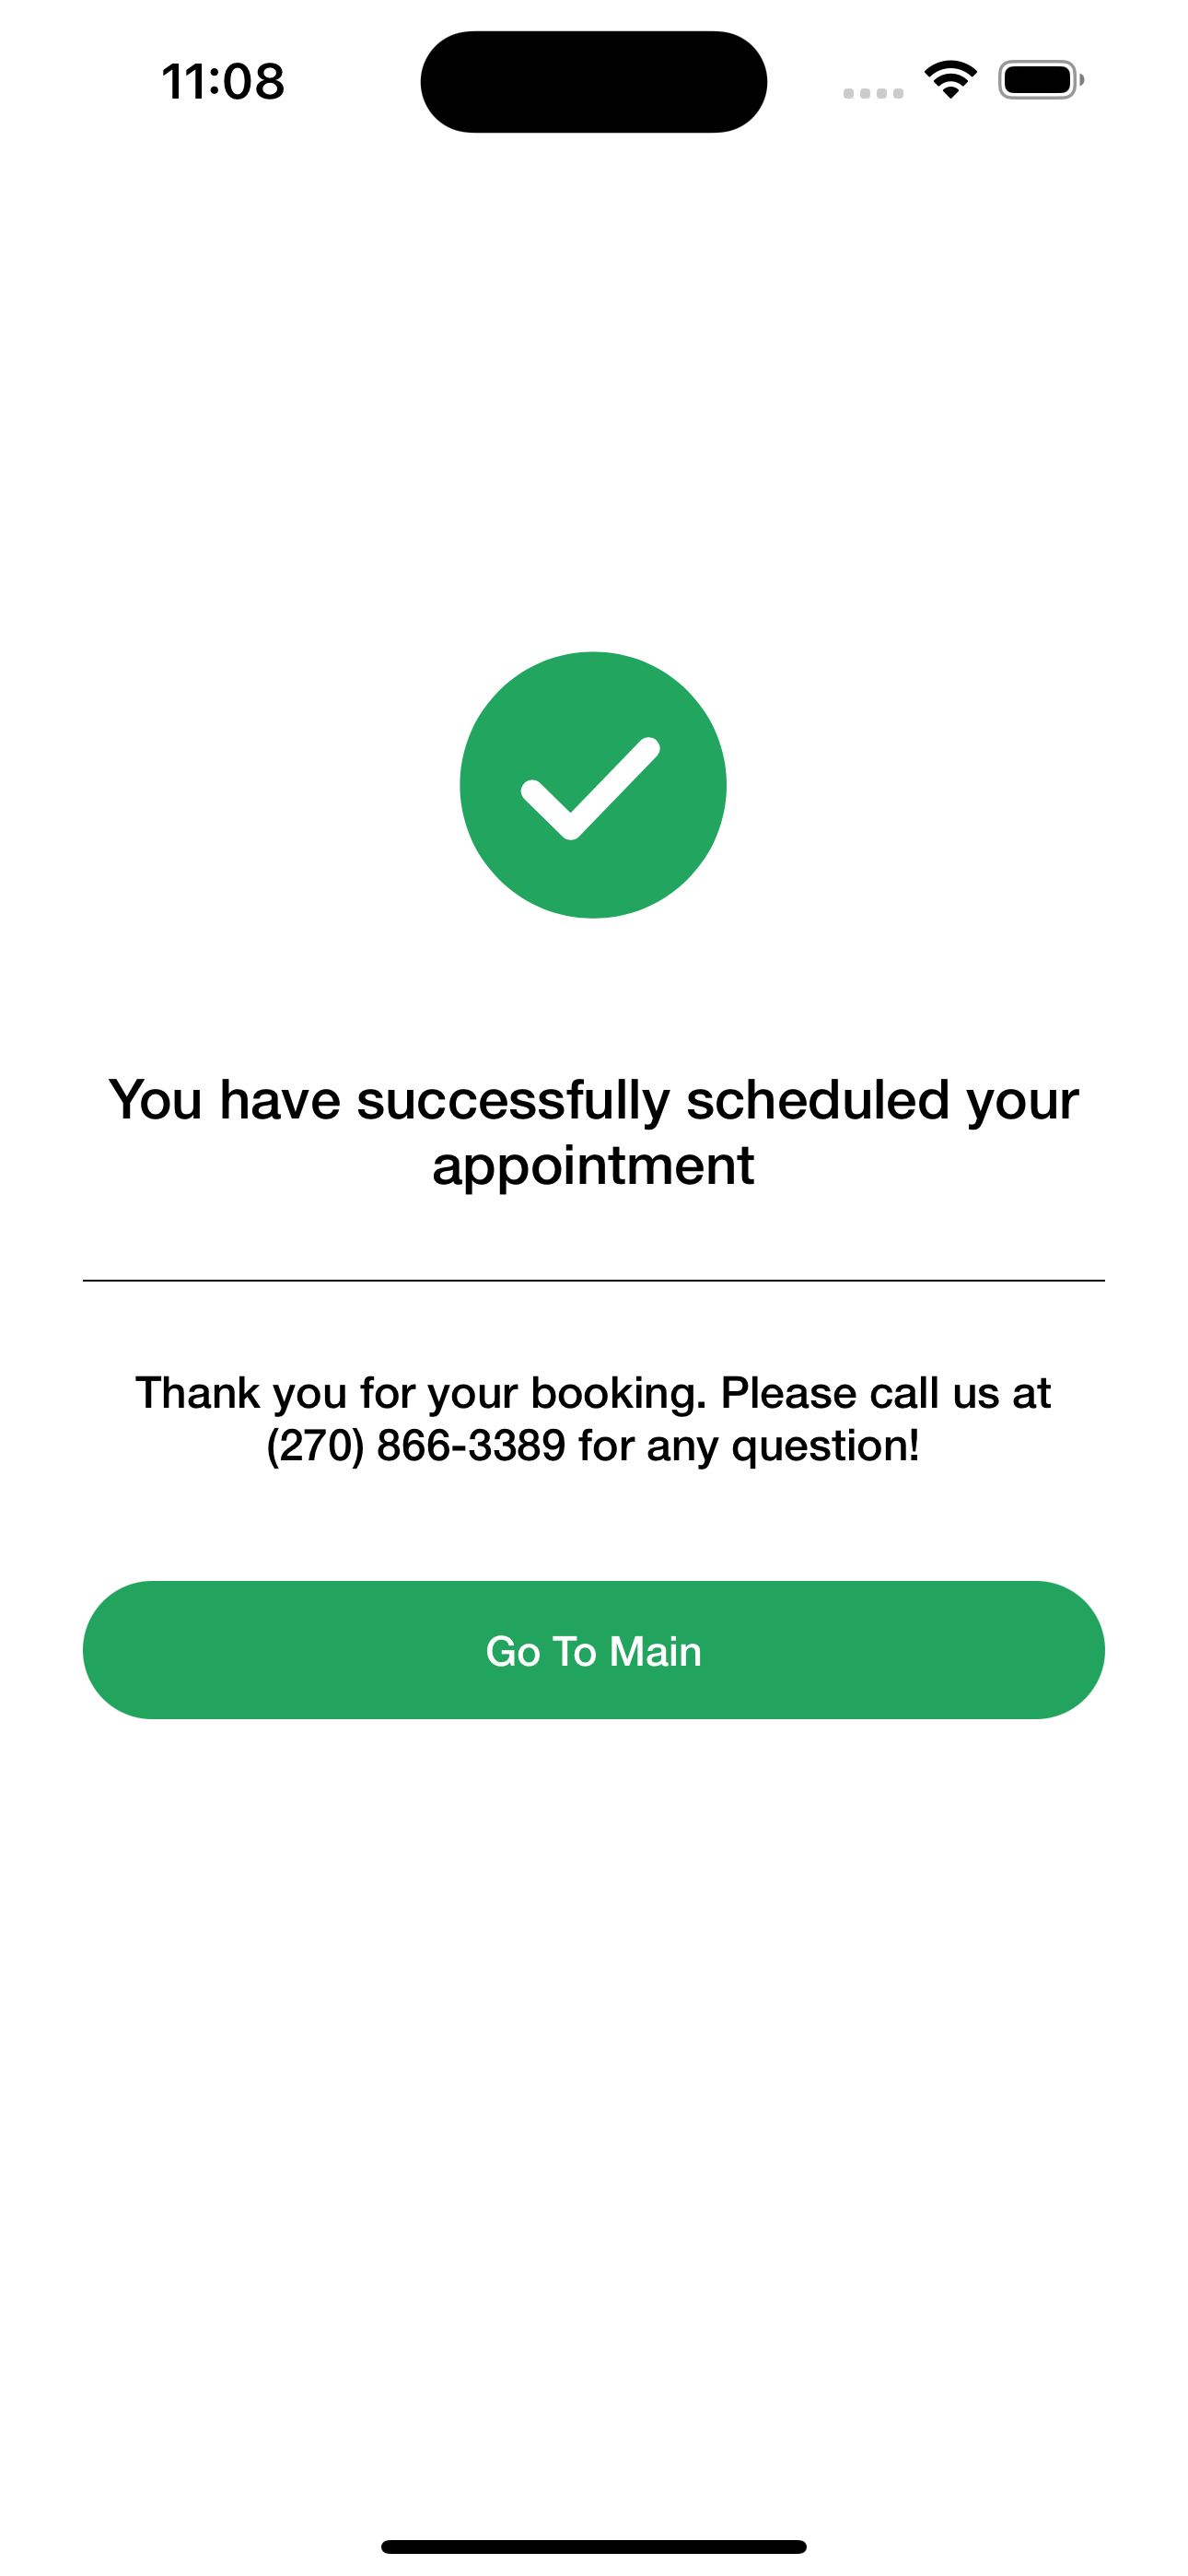 11:08
You have successfully scheduled your
appointment
Thank you for your booking. Please call us at
(270) 866-3389 for any question!
Go To Main